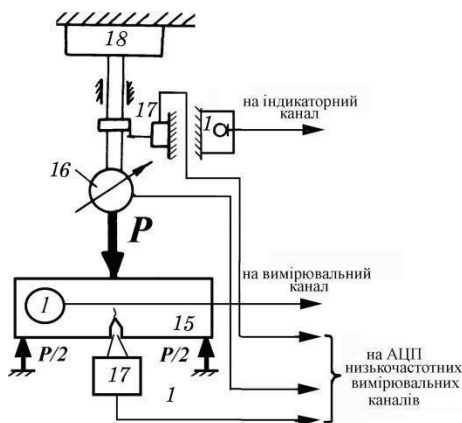 18
17
1
на індикаторний
канал
16
P
на вимірювальний
канал
1
15
P/2
P/2
17
1
на АЦП
низькочастотних
вимірювальних
каналів